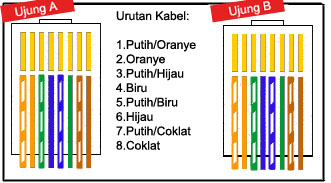 Ujung A
Urutan Kabel:
Ujung B
1.Putih/Oranye
2.Oranye
3.Putih/Hijau
4.Biru
5.Putih/Biru
6.Hijau
7.Putih/Coklat
8.Coklat